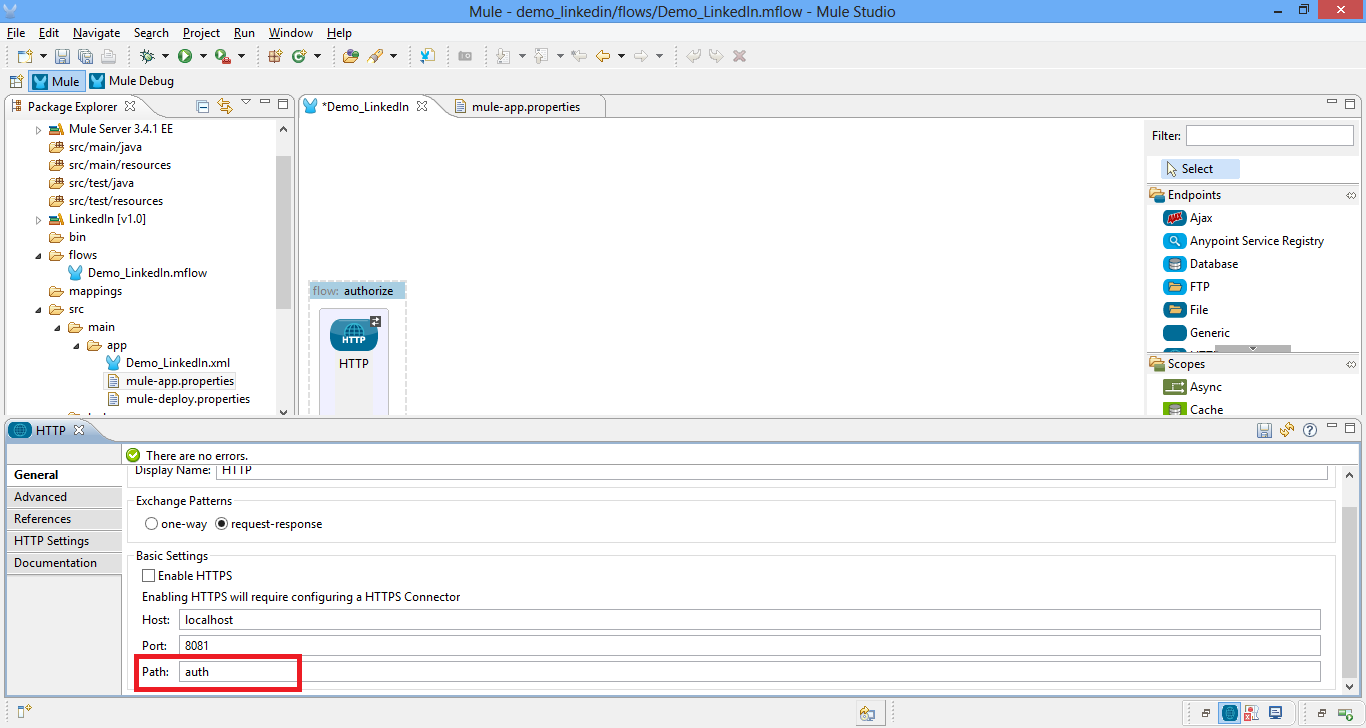 Mule - demo_linkedin/flows/Demo_LinkedIn.mflow - Mule Studio
File Edit Navigate Search Project Run Window Help
Mule Mule Debug
Package Explorer
Mule Server 3.4.1 EE
src/main/java
src/main/resources
src/test/java
src/test/resources
LinkedIn [v1.0]
bin
flows
Demo_LinkedIn.mflow
mappings
src
main
app
Demo_LinkedIn.xml
mule-app.properties
mule-deploy.properties
*Demo_LinkedIn mule-app.properties
flow: authorize
HTTP
HTTP
Filter:
Select
Endpoints
AJAX Ajax
Anypoint Service Registry
Database
FTP
File
Generic
Scopes
Async
Cache
HTTP
There are no errors.
General
Advanced
References
HTTP Settings
Documentation
Display Name: HTTP
Exchange Patterns
one-way request-response
Basic Settings
Enable HTTPS
Enabling HTTPS will require configuring a HTTPS Connector
Host: localhost
Port: 8081
Path: auth